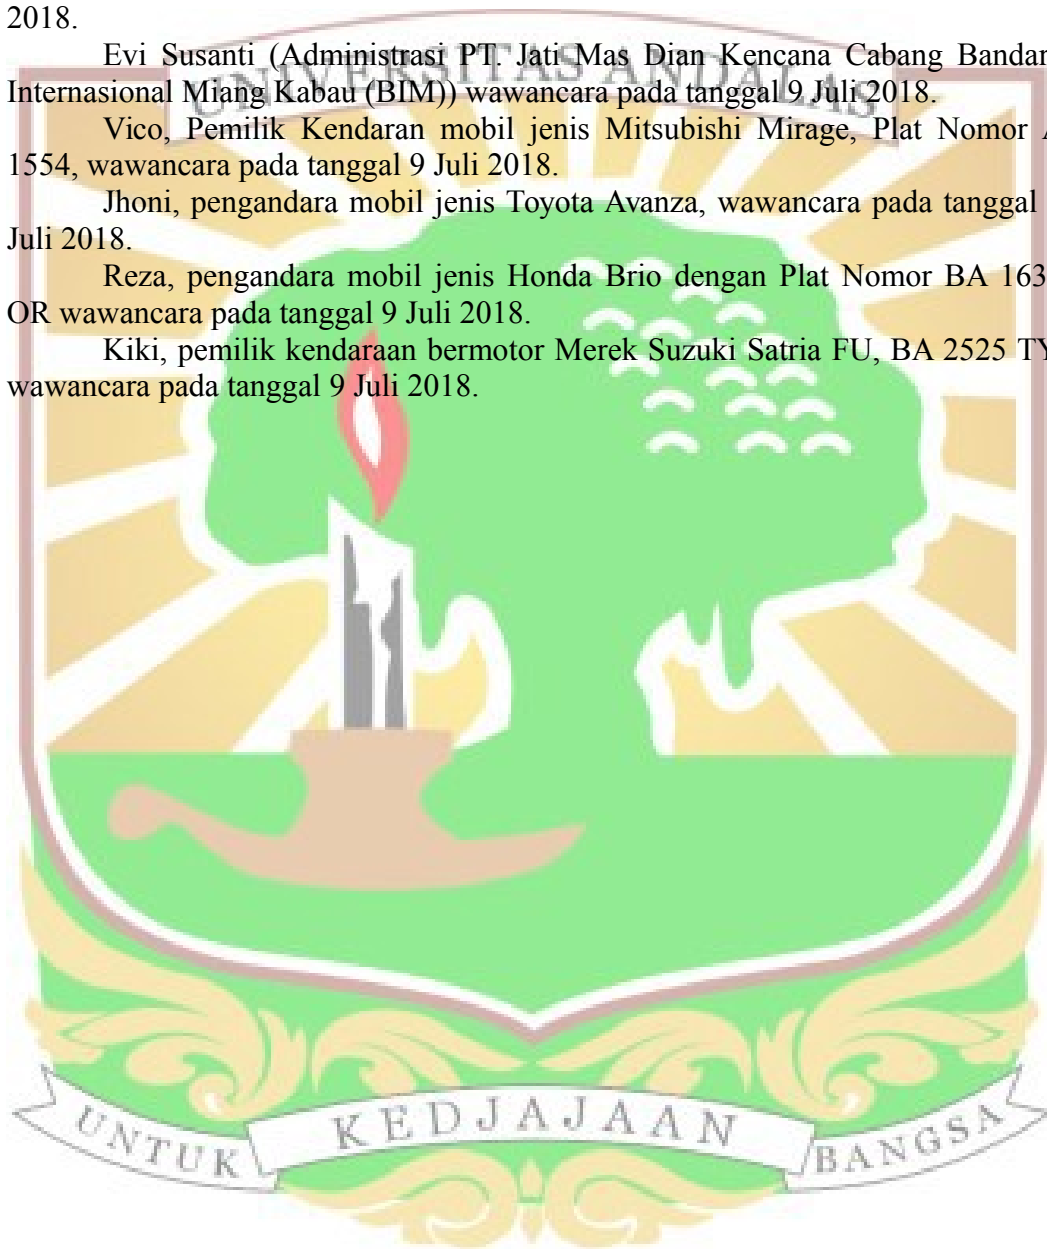 2018.
Evi Susanti (Administrasi PT. Jati Mas Dian Kencana Cabang Bandar
Internasional Miang Kabau (BIM)) wawancara pada tanggal 9 Juli 2018.
UNIVERSITAS ANDALAS
Vico, Pemilik Kendaran mobil jenis Mitsubishi Mirage, Plat Nomor
1554, wawancara pada tanggal 9 Juli 2018.
Jhoni, pengandara mobil jenis Toyota Avanza, wawancara pada tanggal
Juli 2018.
Reza, pengandara mobil jenis Honda Brio dengan Plat Nomor BA 163
OR wawancara pada tanggal 9 Juli 2018.
Kiki, pemilik kendaraan bermotor Merek Suzuki Satria FU, BA 2525 TY
wawancara pada tanggal 9 Juli 2018.
UNTUK KEDJAJAAN BANGSA